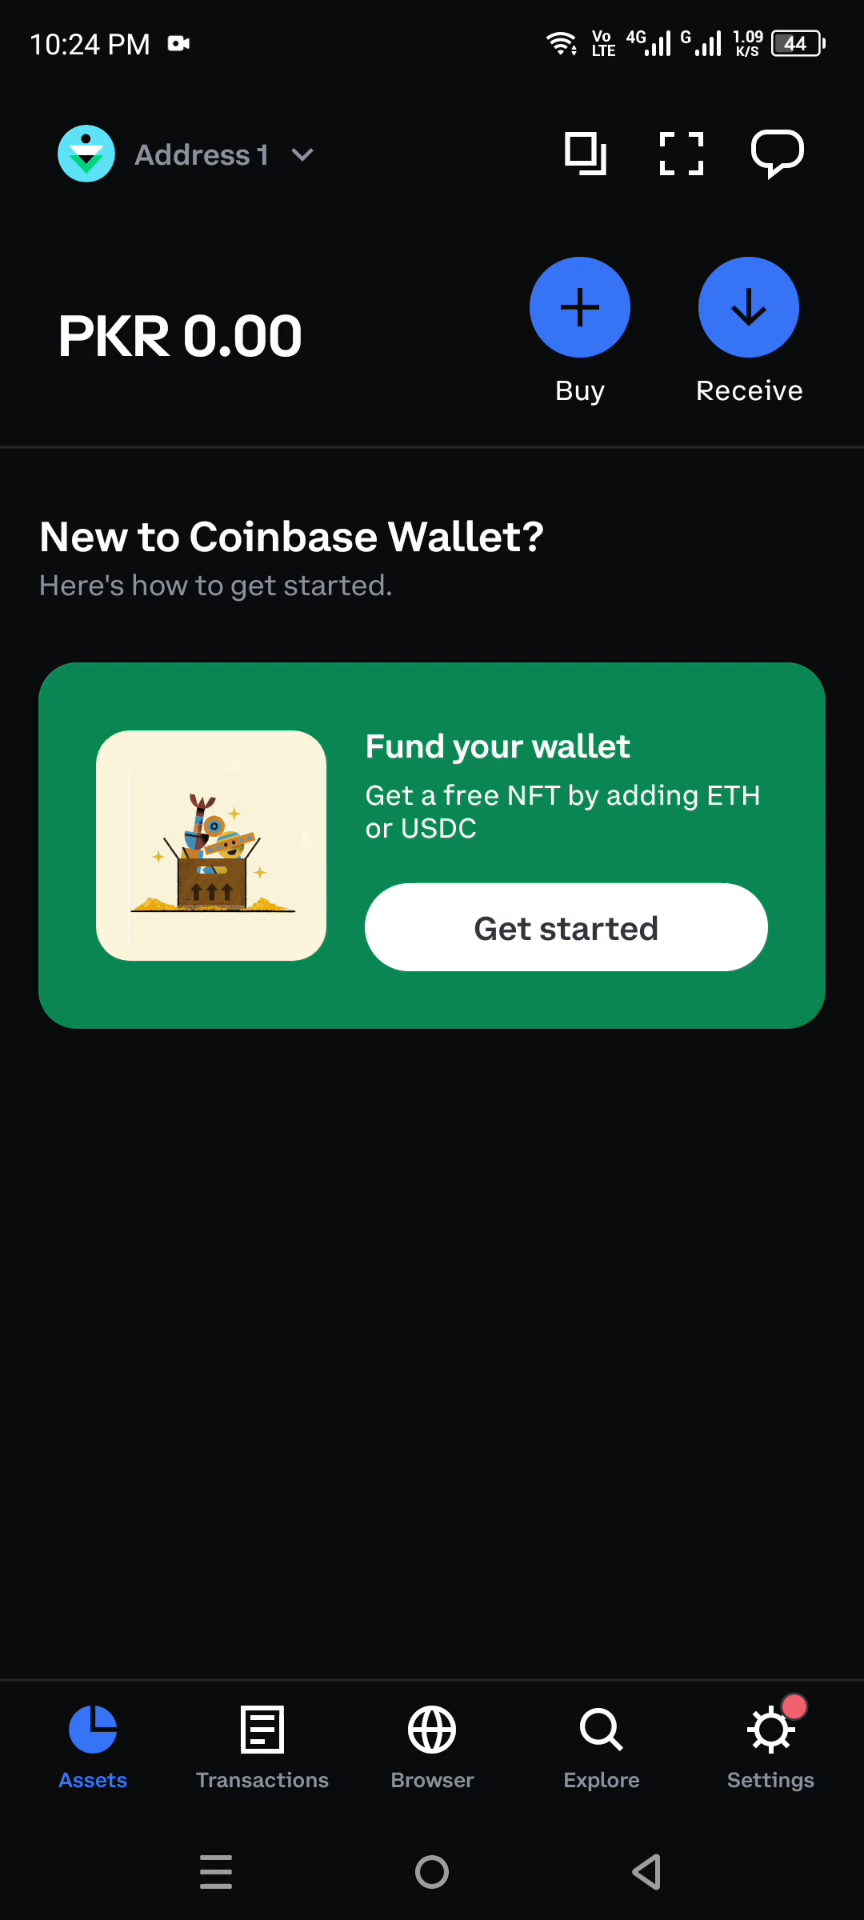 10:24 PM
Vo LTE 4G G 1.09 K/S 44
Address 1
PKR 0.00
Buy
Receive
New to Coinbase Wallet?
Here's how to get started.
Fund your wallet
Get a free NFT by adding ETH
or USDC
Get started
Assets
Transactions
Browser
Explore
Settings